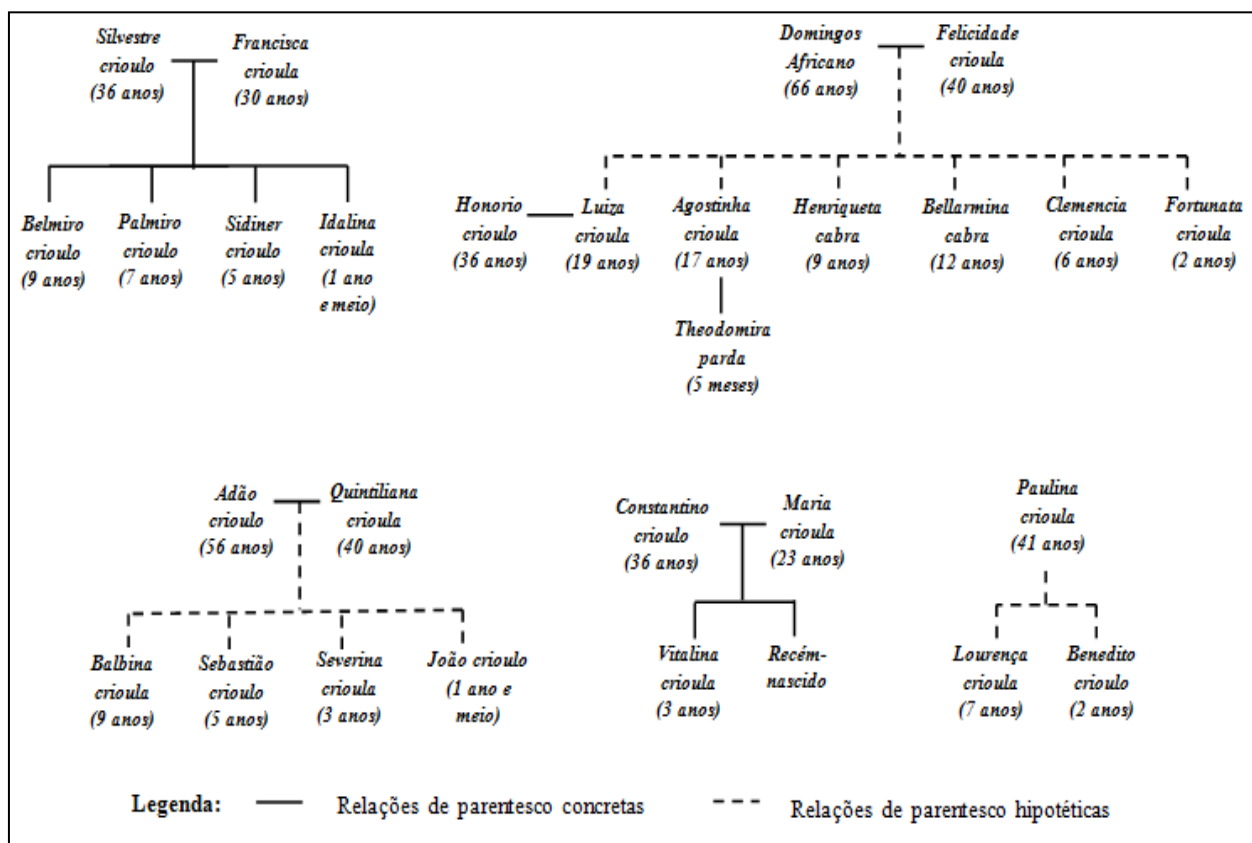 Silvestre
crioulo
(36 anos)
Francisca
crioula
(30 anos)
Belmiro
crioulo
(9 anos)
Palmiro
crioulo
(7 anos)
Sidiner
crioulo
(5 anos)
Idalina
crioula
(1 ano
e meio)
Domingos
Africano
(66 anos)
Felicidade
crioula
(40 anos)
Honorio
crioulo
(36 anos)
Luiza
crioula
(19 anos)
Agostinha
crioula
(17 anos)
Henriqueta
cabra
(9 anos)
Bellarmina
cabra
(12 anos)
Clemencia
crioula
(6 anos)
Fortunata
crioula
(2 anos)
Theodomira
parda
(5 meses)
Adão
crioulo
(56 anos)
Quintiliana
crioula
(40 anos)
Balbina
crioula
(9 anos)
Sebastião
crioulo
(5 anos)
Severina
crioula
(3 anos)
João crioulo
(1 ano e
meio)
Constantino
crioulo
(36 anos)
Maria
crioula
(23 anos)
Vitalina
crioula
(3 anos)
Recém-
nascido
Paulina
crioula
(41 anos)
Lourença
crioula
(7 anos)
Benedito
crioulo
(2 anos)
Legenda: Relações de parentesco concretas Relações de parentesco hipotéticas